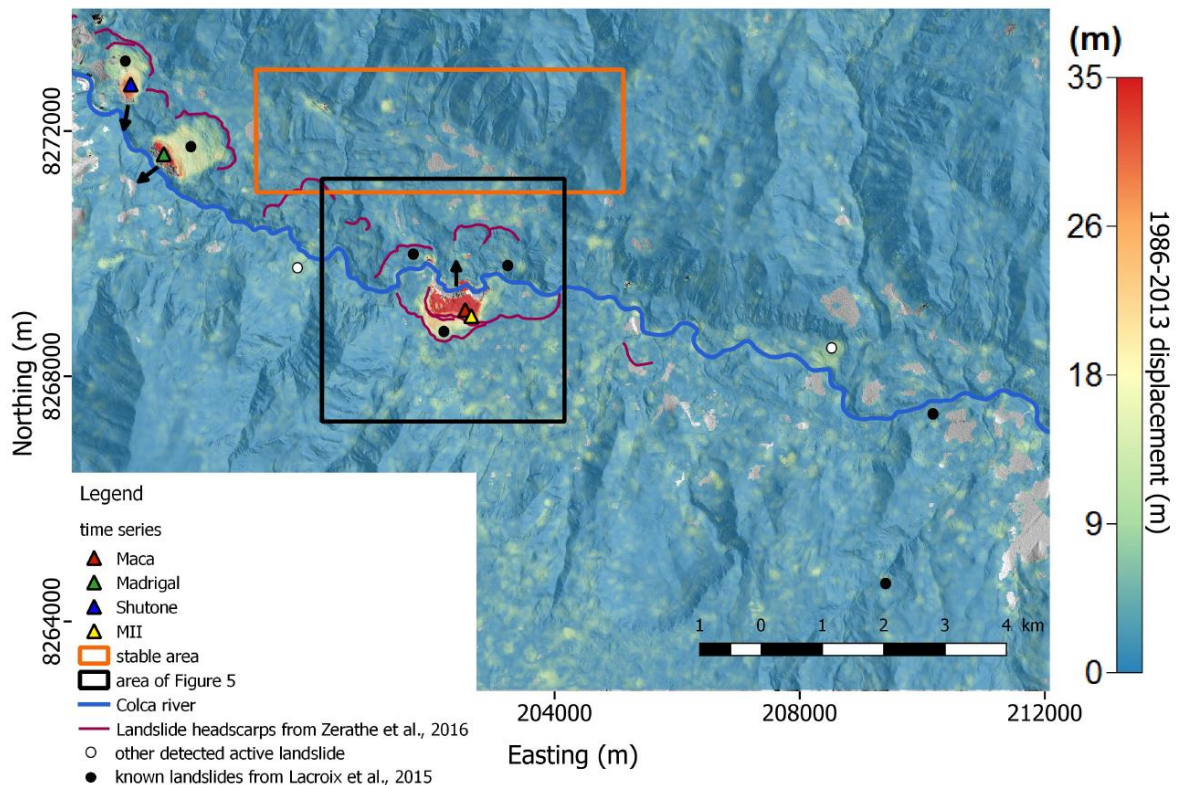 (m)
35
26
18
9
0
1986-2013 displacement (m)
8272000
8268000
8264000
Northing (m)
Legend
time series
Maca
Madrigal
Shutone
MII
stable area
area of Figure 5
Colca river
Landslide headscarps from Zerathe et al., 2016
other detected active landslide
known landslides from Lacroix et al., 2015
1 0 1 2 3 4 km
204000 208000 212000
Easting (m)